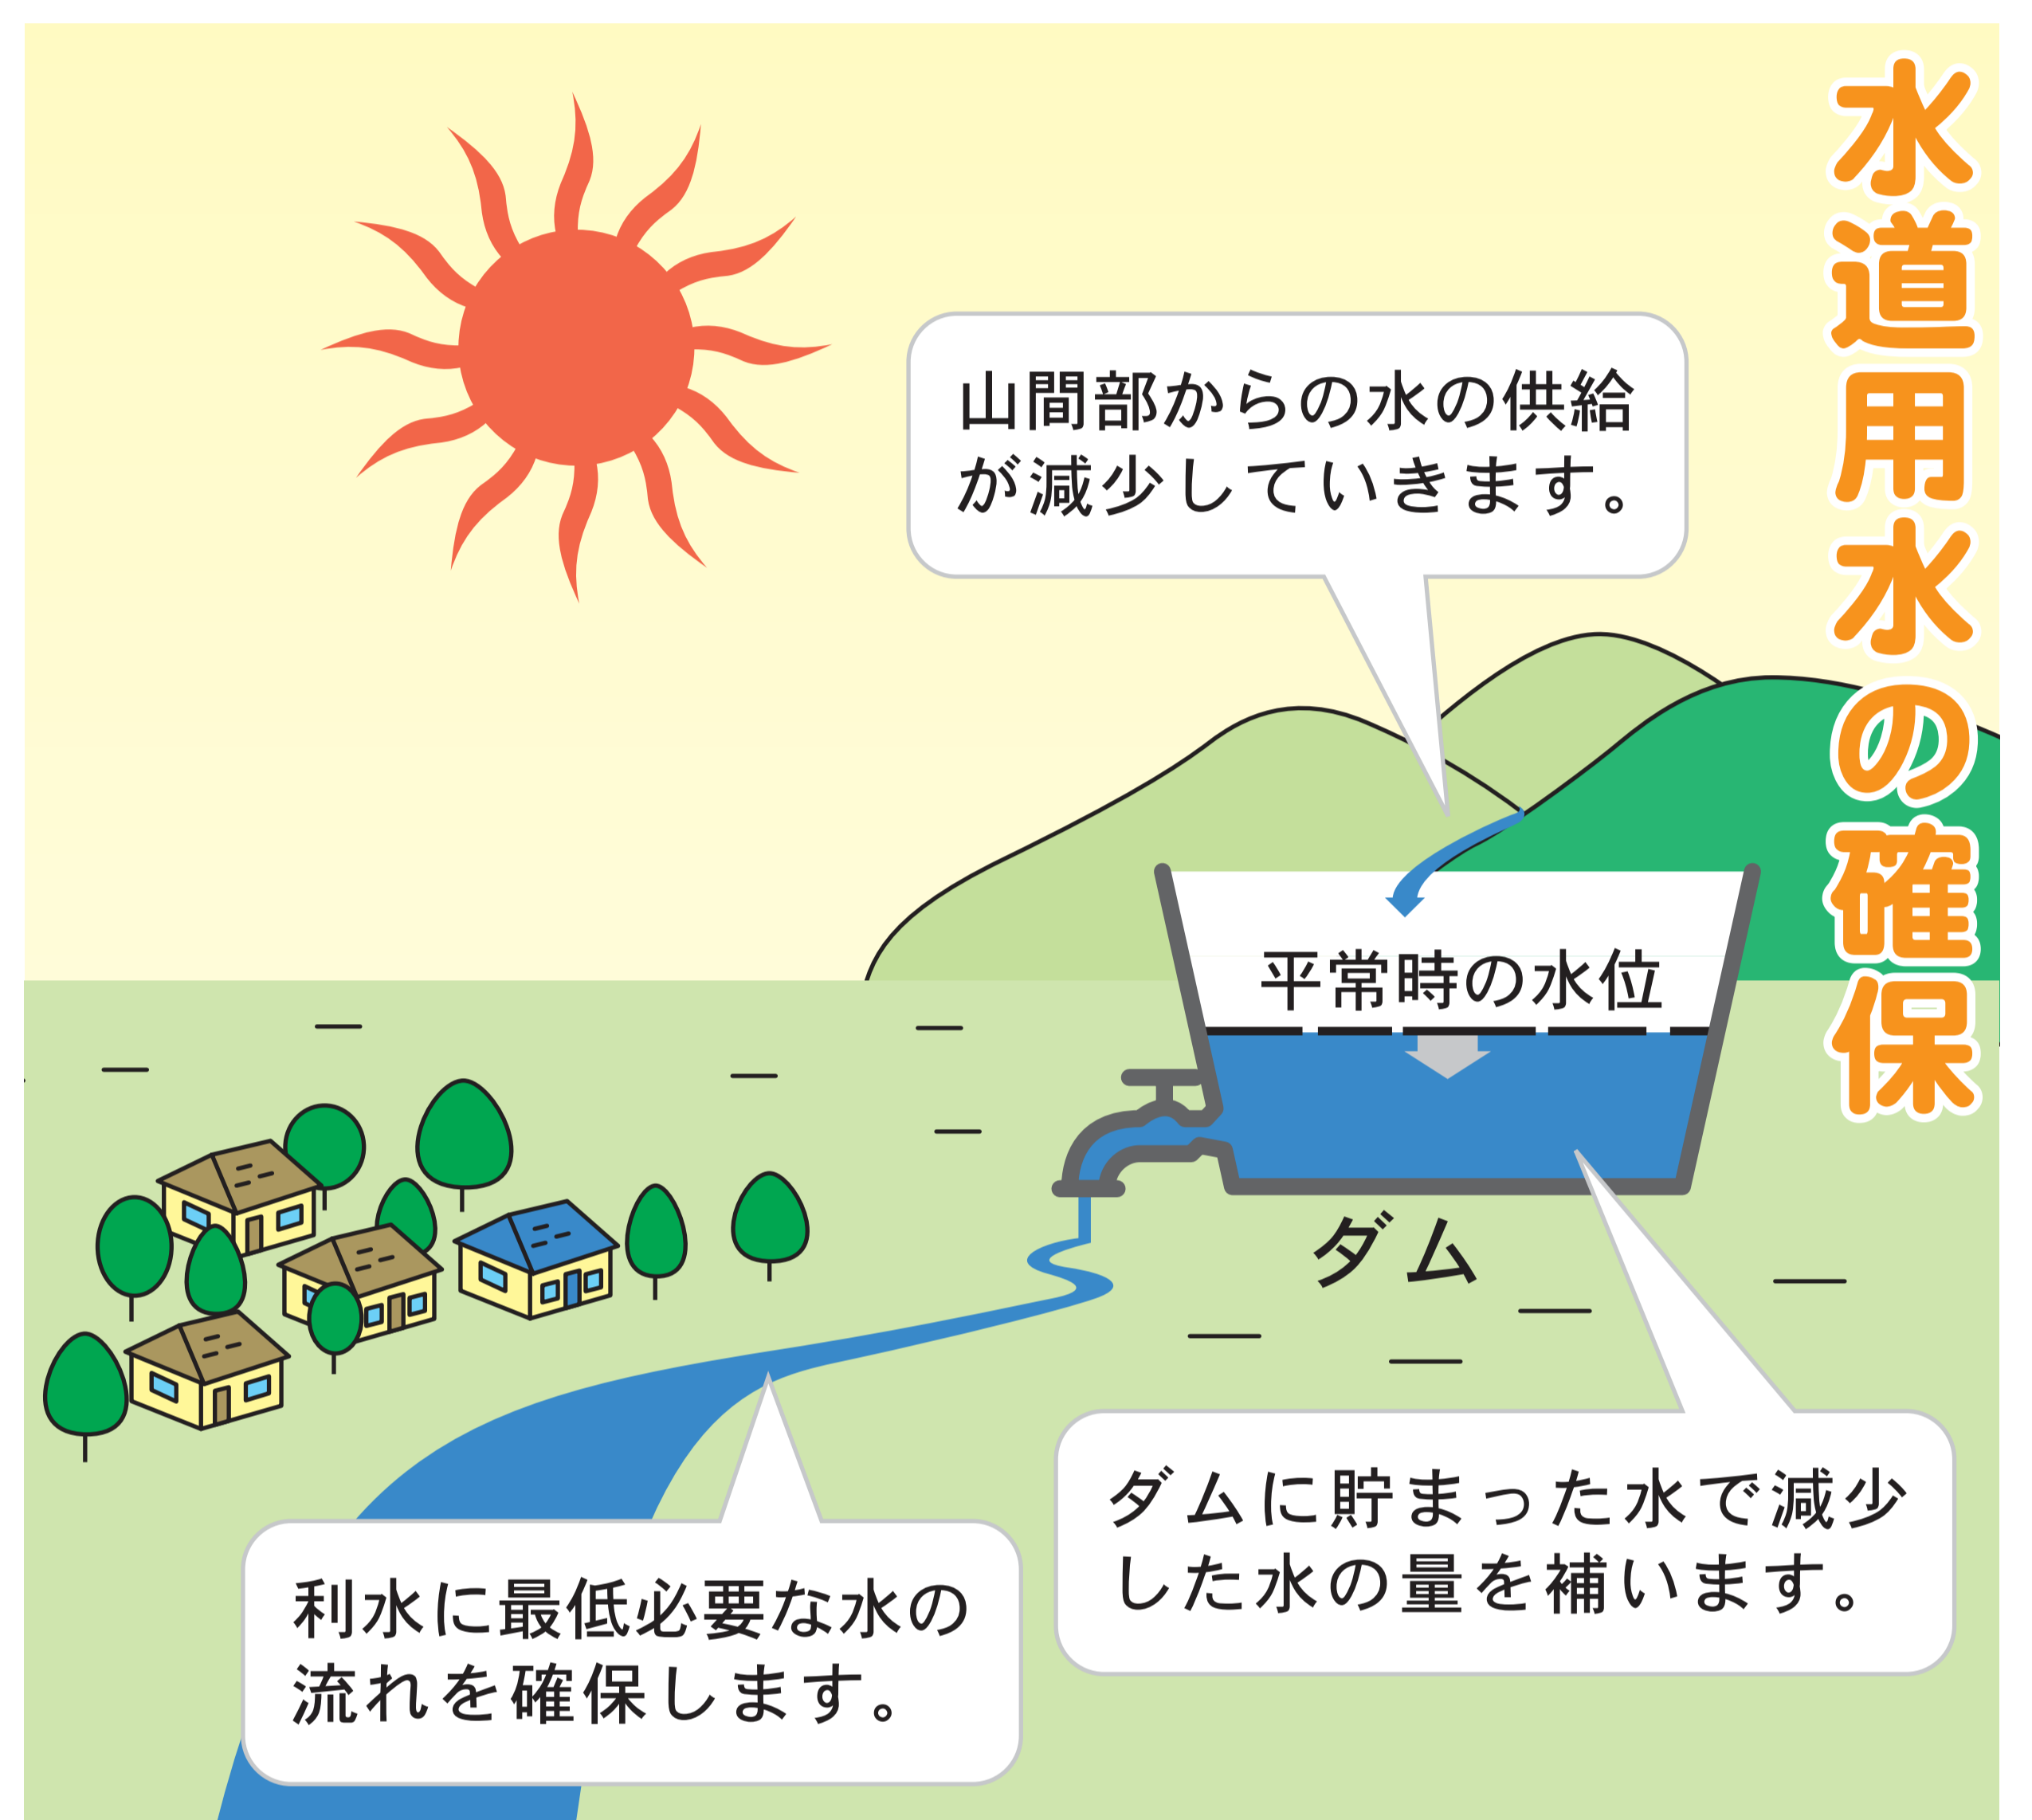 水道用水の確保
山間部からの水の供給
が減少していきます。
平常時の水位
ダム
ダムに貯まった水で減少
した水の量を補います。
利水に最低必要な水の
流れを確保します。